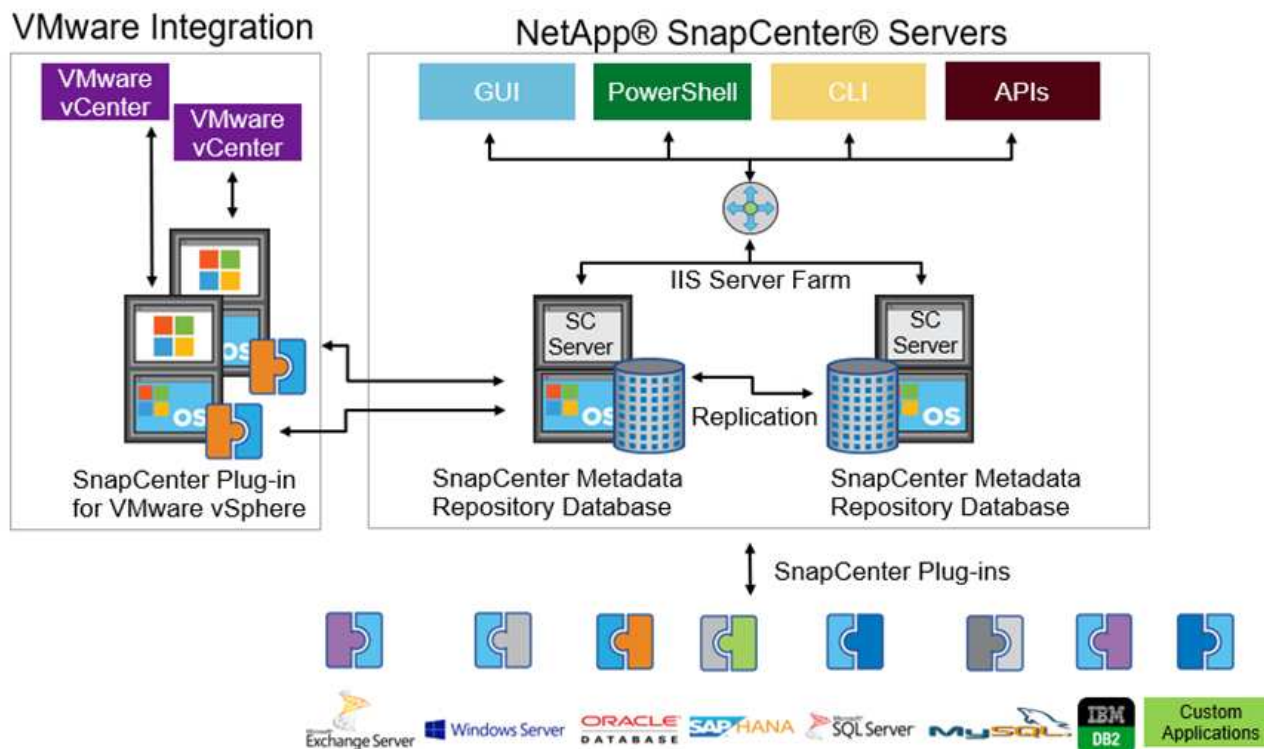 VMware Integration
NetApp® SnapCenter® Servers
VMware
vCenter
VMware
vCenter
GUI
PowerShell
CLI
APIs
IIS Server Farm
SC
Server
SC
Server
OS
OS
OS
OS
Replication
SnapCenter Plug-in
for VMware vSphere
SnapCenter Metadata
Repository Database
SnapCenter Metadata
Repository Database
SnapCenter Plug-ins
Microsoft
Exchange Server
Windows Server
ORACLE
DATABASE
SAP HANA
Microsoft
SQL Server
MySQL
IBM
DB2
Custom
Applications